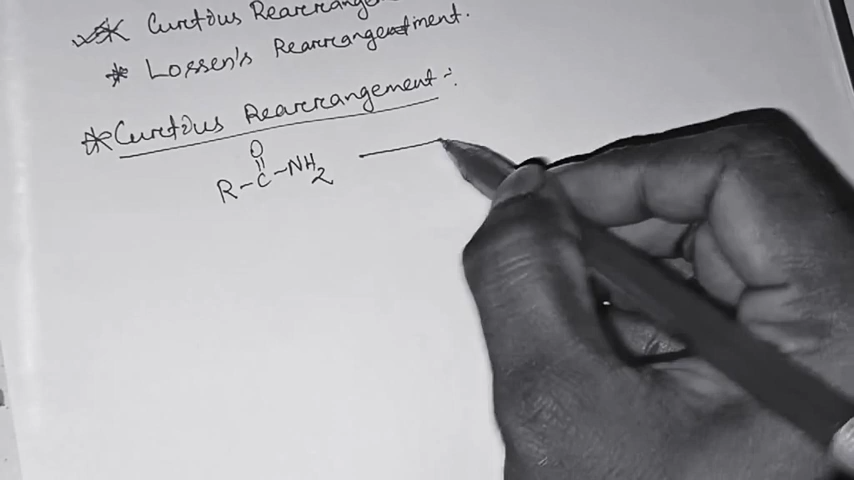 * Curtius Rearrange
* Lossen's Rearrangement.
* Curtius Rearrangement :-
O
R-C-NH2